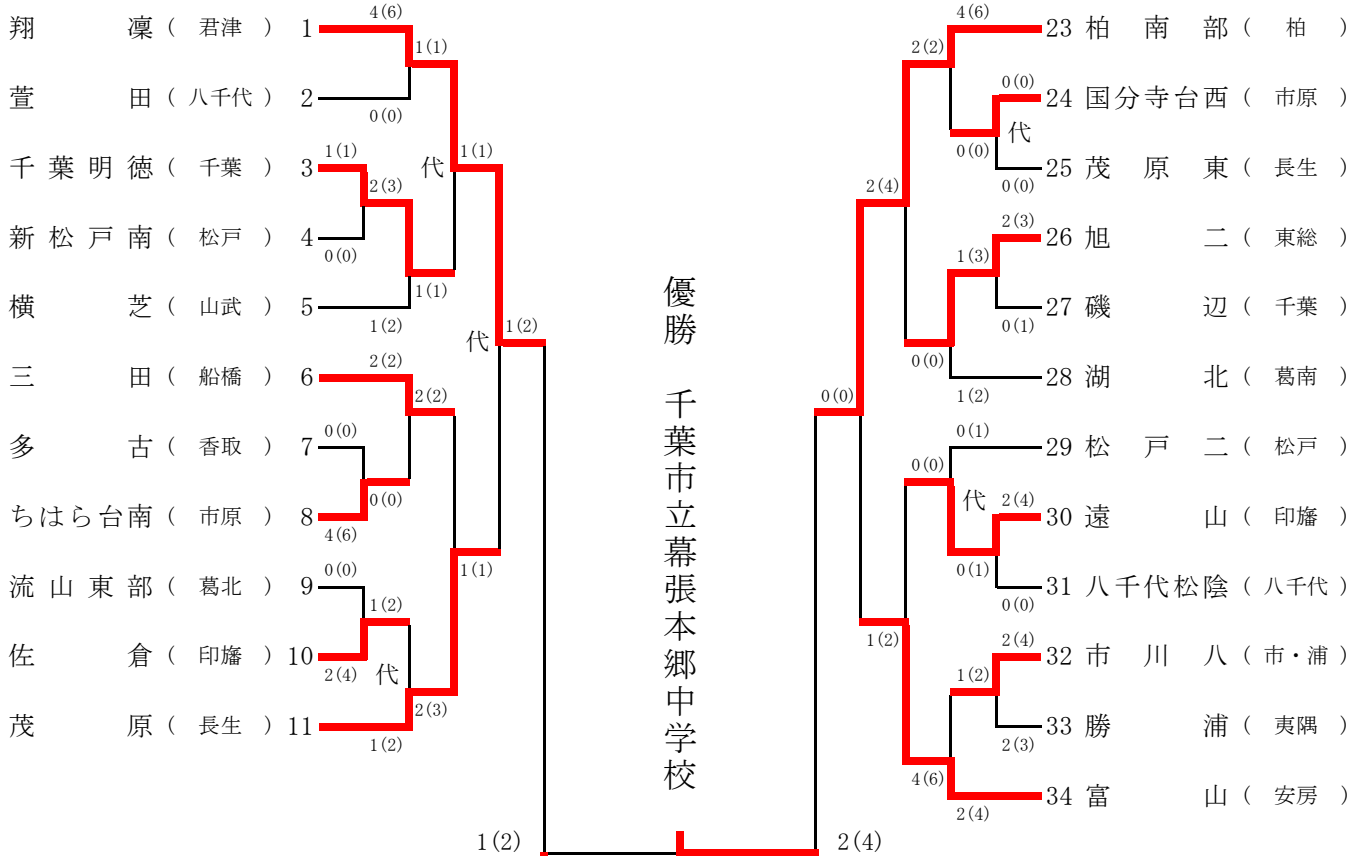 翔凜（君津）1
4(6)
1(1)
萱田（八千代）2
0(0)
千葉明徳（千葉）3
1(1)
2(3)
代
1(1)
新松戸南（松戸）4
0(0)
1(1)
横芝（山武）5
1(2)
代
1(2)
三田（船橋）6
2(2)
2(2)
多古（香取）7
0(0)
0(0)
ちはら台南（市原）8
4(6)
流山東部（葛北）9
0(0)
1(2)
1(1)
佐倉（印旛）10
2(4)
代
2(3)
茂原（長生）11
1(2)
優勝　千葉市立幕張本郷中学校
1(2)
2(4)
4(6)
23 柏南部（柏）
2(2)
0(0)
24 国分寺台西（市原）
代
0(0)
25 茂原東（長生）
0(0)
2(4)
2(3)
26 旭二（東総）
1(3)
27 磯辺（千葉）
0(1)
0(0)
28 湖北（葛南）
1(2)
0(0)
0(1)
29 松戸二（松戸）
0(0)
代
2(4)
30 遠山（印旛）
0(1)
31 八千代松陰（八千代）
0(0)
1(2)
2(4)
32 市川八（市・浦）
1(2)
33 勝浦（夷隅）
2(3)
4(6)
34 富山（安房）
2(4)